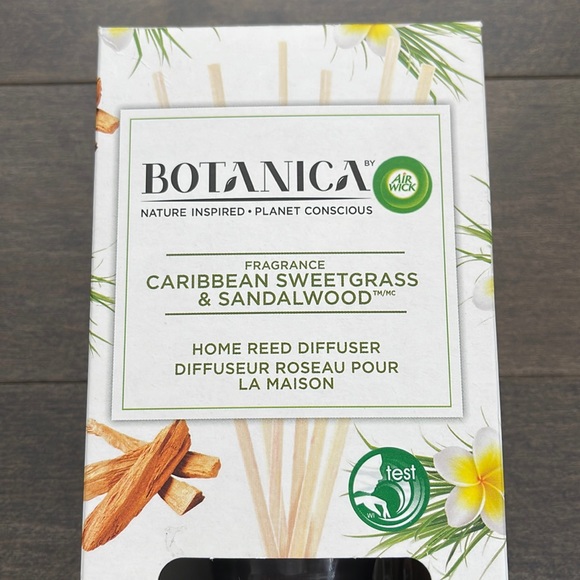 BOTANICA BY
AIR WICK
NATURE INSPIRED • PLANET CONSCIOUS
FRAGRANCE
CARIBBEAN SWEETGRASS
& SANDALWOOD™/MC
HOME REED DIFFUSER
DIFFUSEUR ROSEAU POUR
LA MAISON
test